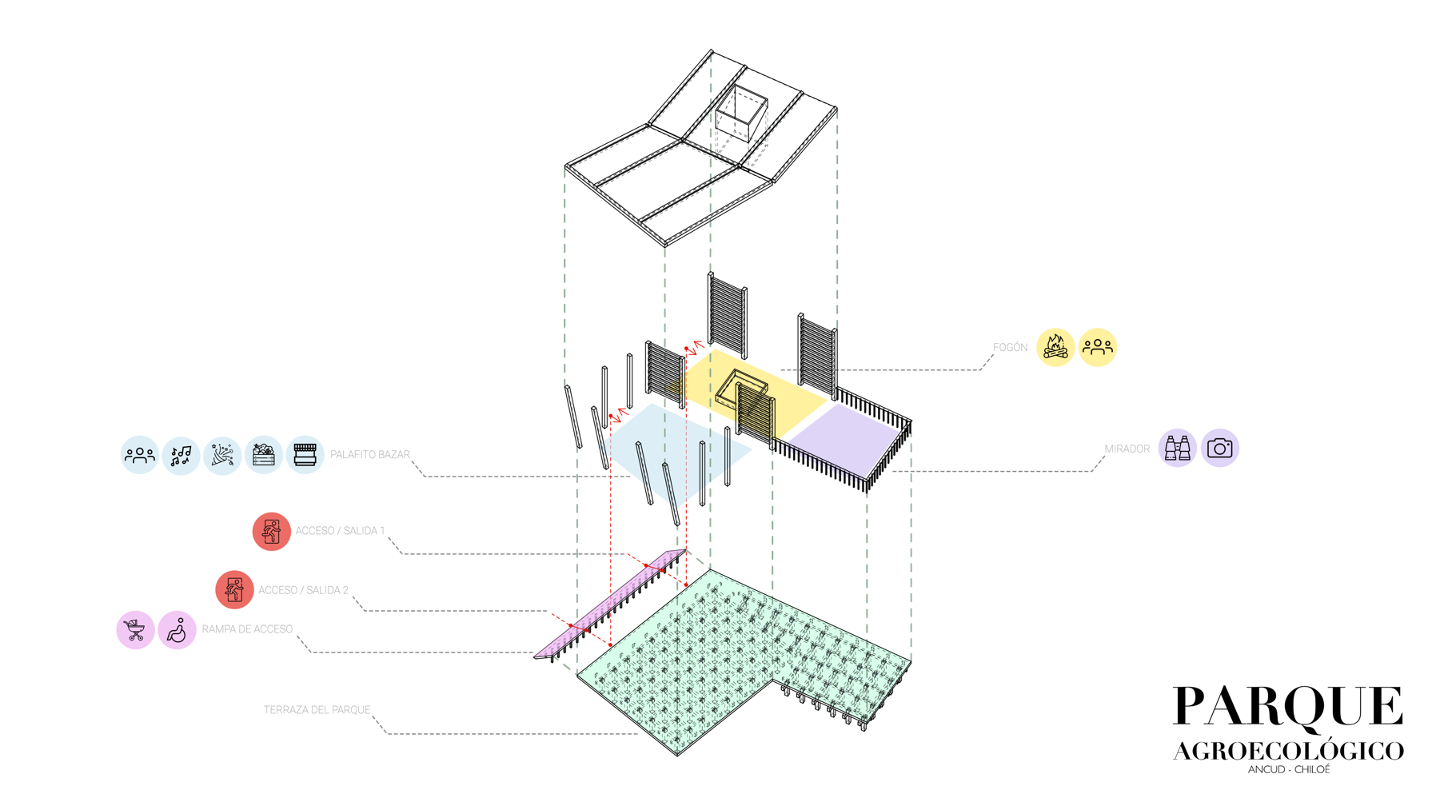 FOGÓN
MIRADOR
PALAFITO BAZAR
ACCESO / SALIDA 1
ACCESO / SALIDA 2
RAMPA DE ACCESO
TERRAZA DEL PARQUE
PARQUE
AGROECOLÓGICO
ANCUD - CHILOÉ